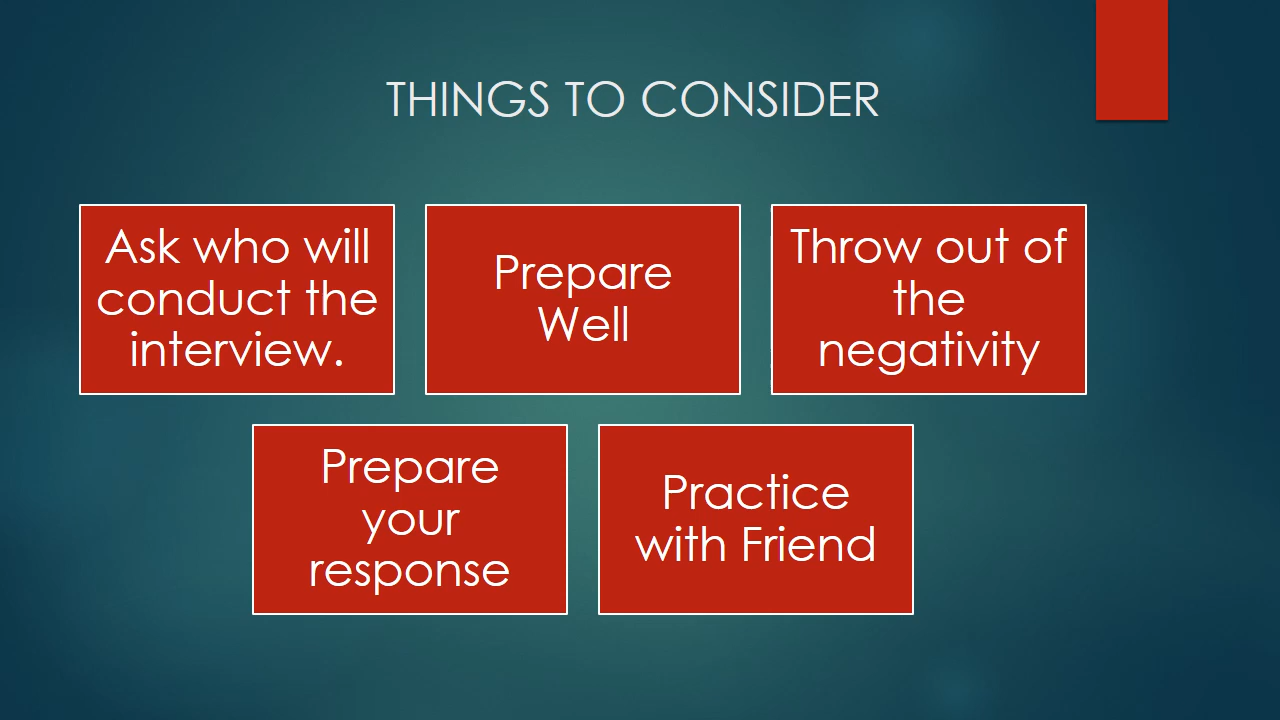 THINGS TO CONSIDER
Ask who will
conduct the
interview.
Prepare
Well
Throw out of
the
negativity
Prepare
your
response
Practice
with Friend